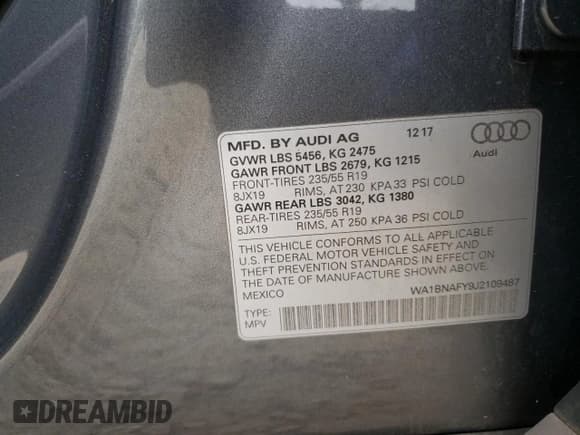 MFD. BY AUDI AG 12 17
GVWR LBS 5456, KG 2475
GAWR FRONT LBS 2679, KG 1215
FRONT-TIRES 235/55 R19
8JX19 RIMS, AT 230 KPA 33 PSI COLD
GAWR REAR LBS 3042, KG 1380
REAR-TIRES 235/55 R19
8JX19 RIMS, AT 250 KPA 36 PSI COLD
Audi
THIS VEHICLE CONFORMS TO ALL APPLICABLE
U.S. FEDERAL MOTOR VEHICLE SAFETY AND
THEFT PREVENTION STANDARDS IN EFFECT ON
THE DATE OF MANUFACTURE SHOWN ABOVE.
MEXICO
WA1BNAFY9J2109487
TYPE:
MPV
DREAMBID